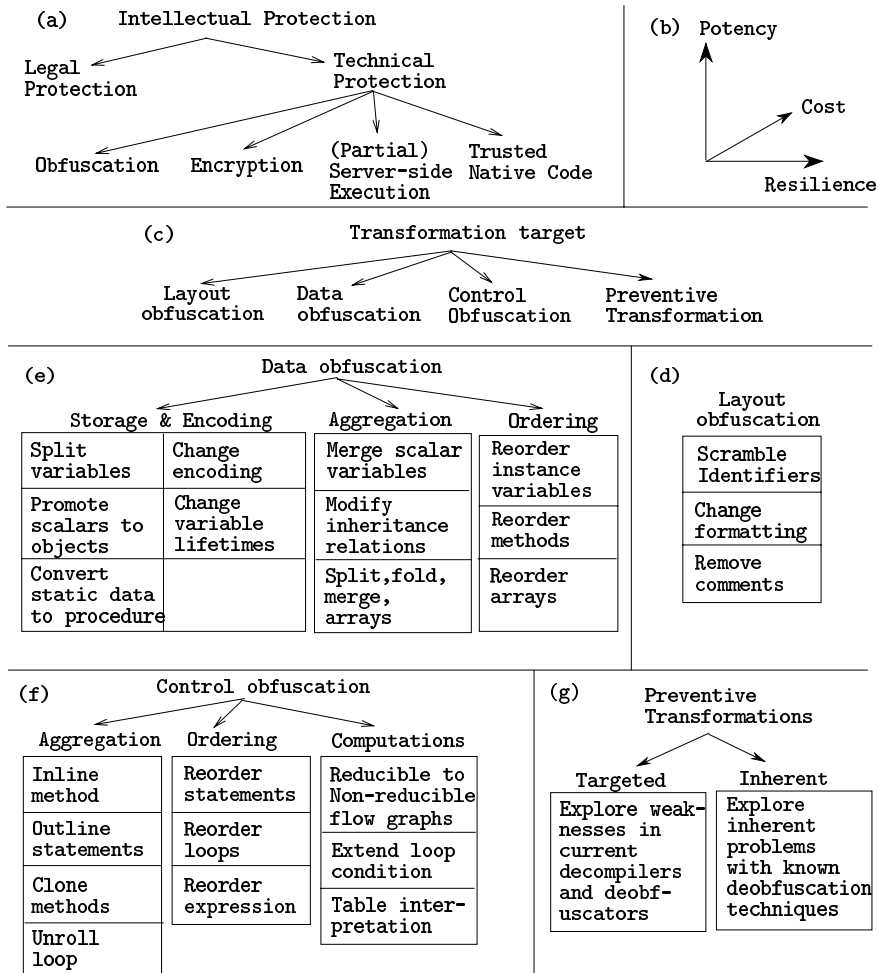 (a) Intellectual Protection
Legal
Protection
Technical
Protection
Obfuscation
Encryption
(Partial)
Server-side
Execution
Trusted
Native Code
(b)
Potency
Cost
Resilience
(c)
Transformation target
Layout
obfuscation
Data
obfuscation
Control
Obfuscation
Preventive
Transformation
(e)
Data obfuscation
Storage & Encoding
Split
variables
Change
encoding
Promote
scalars to
objects
Change
variable
lifetimes
Convert
static data
to procedure
Aggregation
Merge scalar
variables
Modify
inheritance
relations
Split,fold,
merge,
arrays
Ordering
Reorder
instance
variables
Reorder
methods
Reorder
arrays
(d)
Layout
obfuscation
Scramble
Identifiers
Change
formatting
Remove
comments
(f)
Control obfuscation
Aggregation
Inline
method
Outline
statements
Clone
methods
Unroll
loop
Ordering
Reorder
statements
Reorder
loops
Reorder
expression
Computations
Reducible to
Non-reducible
flow graphs
Extend loop
condition
Table inter-
pretation
(g)
Preventive
Transformations
Targeted
Explore weak-
nesses in
current
decompilers
and deobf-
uscators
Inherent
Explore
inherent
problems
with known
deobfuscation
techniques